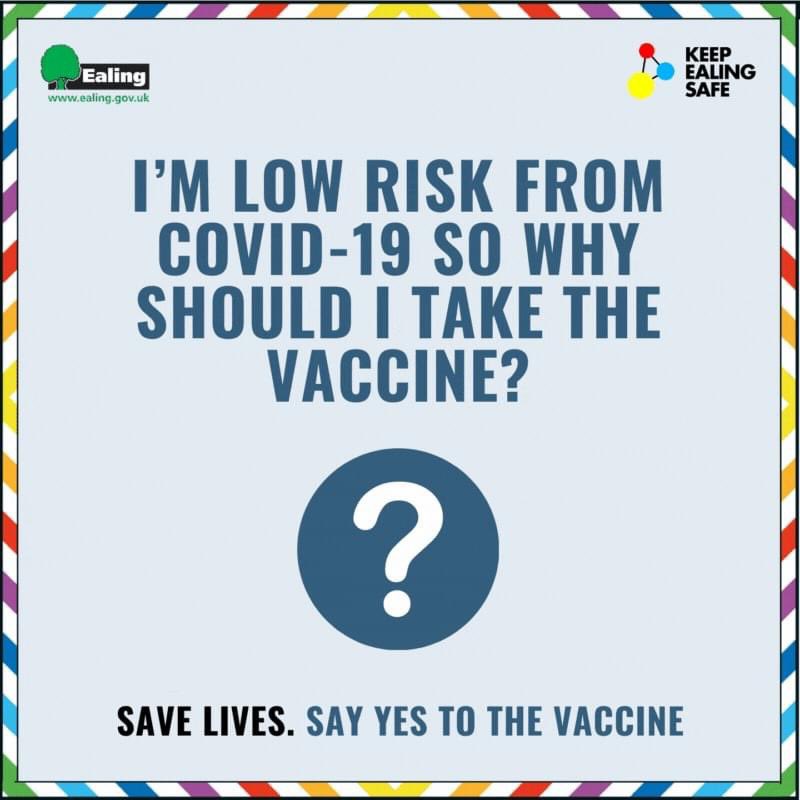 Ealing
www.ealing.gov.uk
KEEP
EALING
SAFE
I'M LOW RISK FROM
COVID-19 SO WHY
SHOULD I TAKE THE
VACCINE?
?
SAVE LIVES. SAY YES TO THE VACCINE